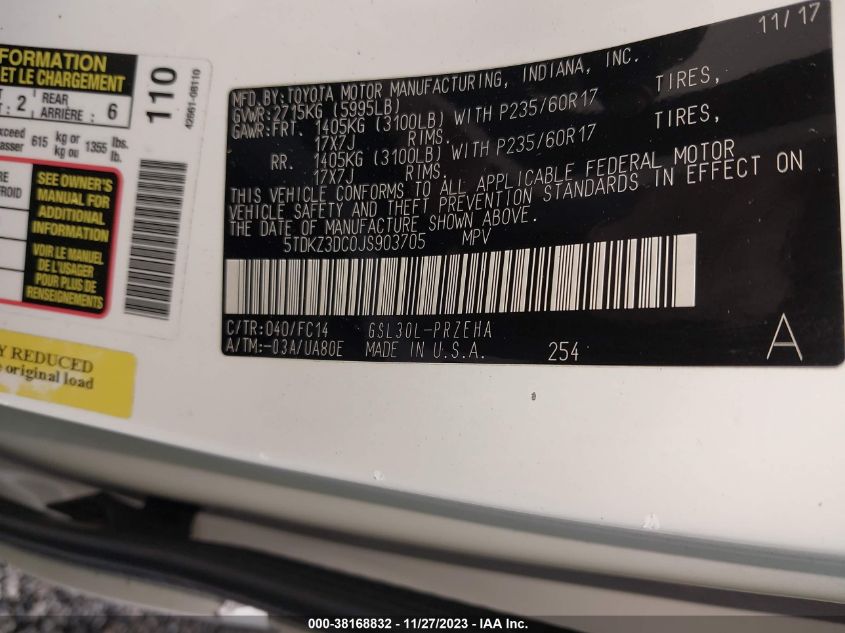 FORMATION
ET LE CHARGEMENT
: 2 REAR ARRIÈRE : 6
615 kg or kg ou 1355 lbs. lb.
SEE OWNER'S
MANUAL FOR
ADDITIONAL
INFORMATION
VOIR LE MANUEL
DE L'USAGER
POUR PLUS DE
RENSEIGNEMENTS
110
42661-08110
Y REDUCED
original load
11/17
MFD.BY:TOYOTA MOTOR MANUFACTURING, INDIANA, INC.
GVWR:2715KG (5995LB)
GAWR:FRT. 1405KG (3100LB) WITH P235/60R17 TIRES,
17X7J RIMS.
RR. 1405KG (3100LB) WITH P235/60R17 TIRES,
17X7J RIMS.
THIS VEHICLE CONFORMS TO ALL APPLICABLE FEDERAL MOTOR
VEHICLE SAFETY AND THEFT PREVENTION STANDARDS IN EFFECT ON
THE DATE OF MANUFACTURE SHOWN ABOVE.
5TDKZ3DC0JS903705 MPV
C/TR:040/FC14 GSL30L-PRZEHA
A/TM:-03A/UA80E MADE IN U.S.A. 254 A
000-38168832 - 11/27/2023 - IAA Inc.